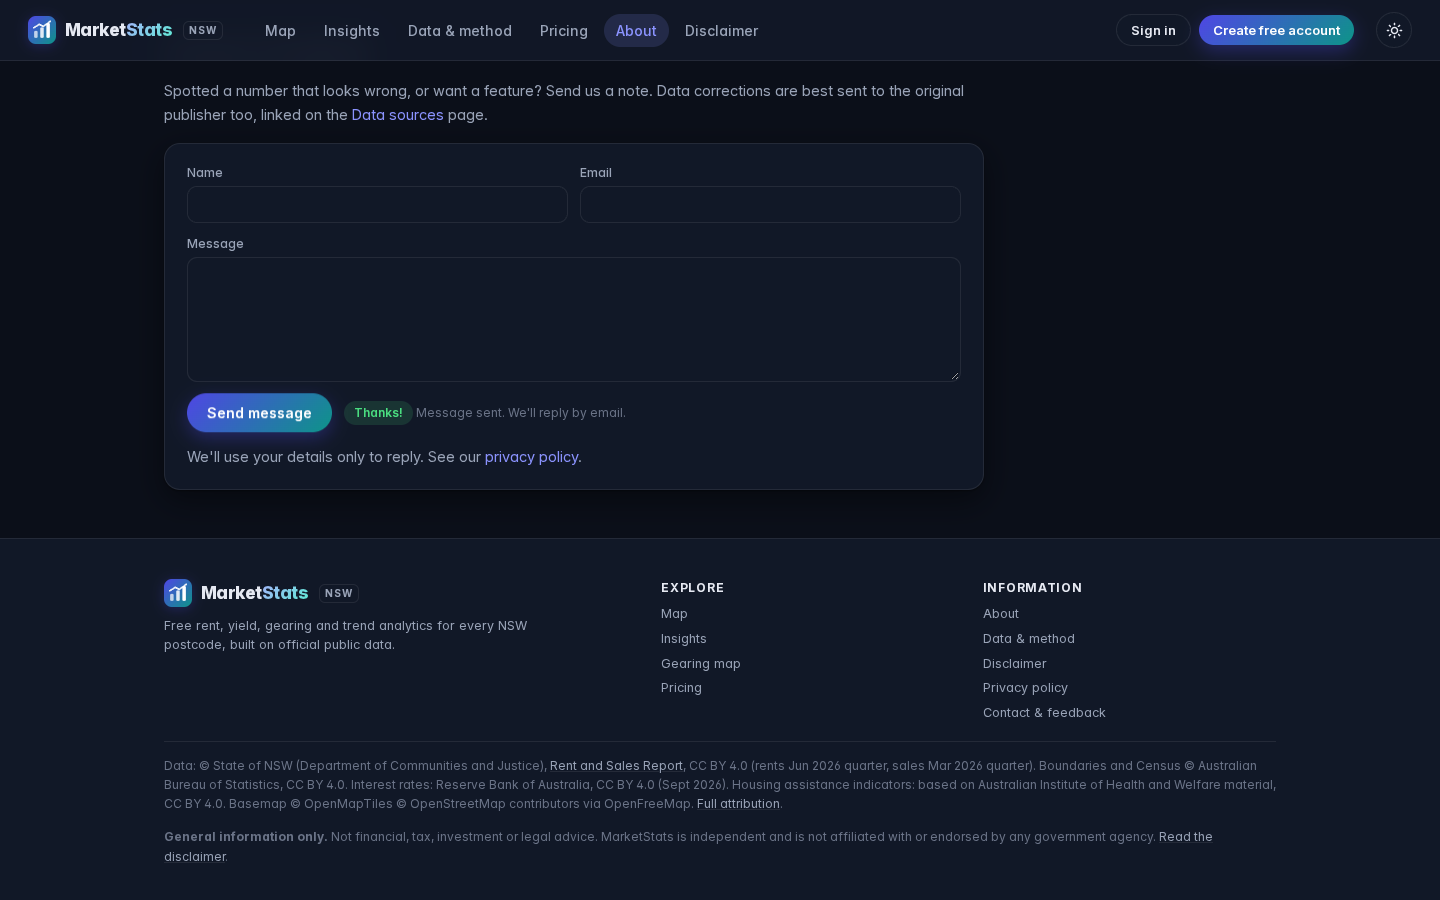 MarketStats NSW Map Insights Data & method Pricing About Disclaimer Sign in Create free account
Spotted a number that looks wrong, or want a feature? Send us a note. Data corrections are best sent to the original
publisher too, linked on the Data sources page.
Name Email
Message
Send message Thanks! Message sent. We'll reply by email.
We'll use your details only to reply. See our privacy policy.
MarketStats NSW
Free rent, yield, gearing and trend analytics for every NSW
postcode, built on official public data.
EXPLORE
Map
Insights
Gearing map
Pricing
INFORMATION
About
Data & method
Disclaimer
Privacy policy
Contact & feedback
Data: © State of NSW (Department of Communities and Justice), Rent and Sales Report, CC BY 4.0 (rents Jun 2026 quarter, sales Mar 2026 quarter). Boundaries and Census © Australian
Bureau of Statistics, CC BY 4.0. Interest rates: Reserve Bank of Australia, CC BY 4.0 (Sept 2026). Housing assistance indicators: based on Australian Institute of Health and Welfare material,
CC BY 4.0. Basemap © OpenMapTiles © OpenStreetMap contributors via OpenFreeMap. Full attribution.
General information only. Not financial, tax, investment or legal advice. MarketStats is independent and is not affiliated with or endorsed by any government agency. Read the
disclaimer.